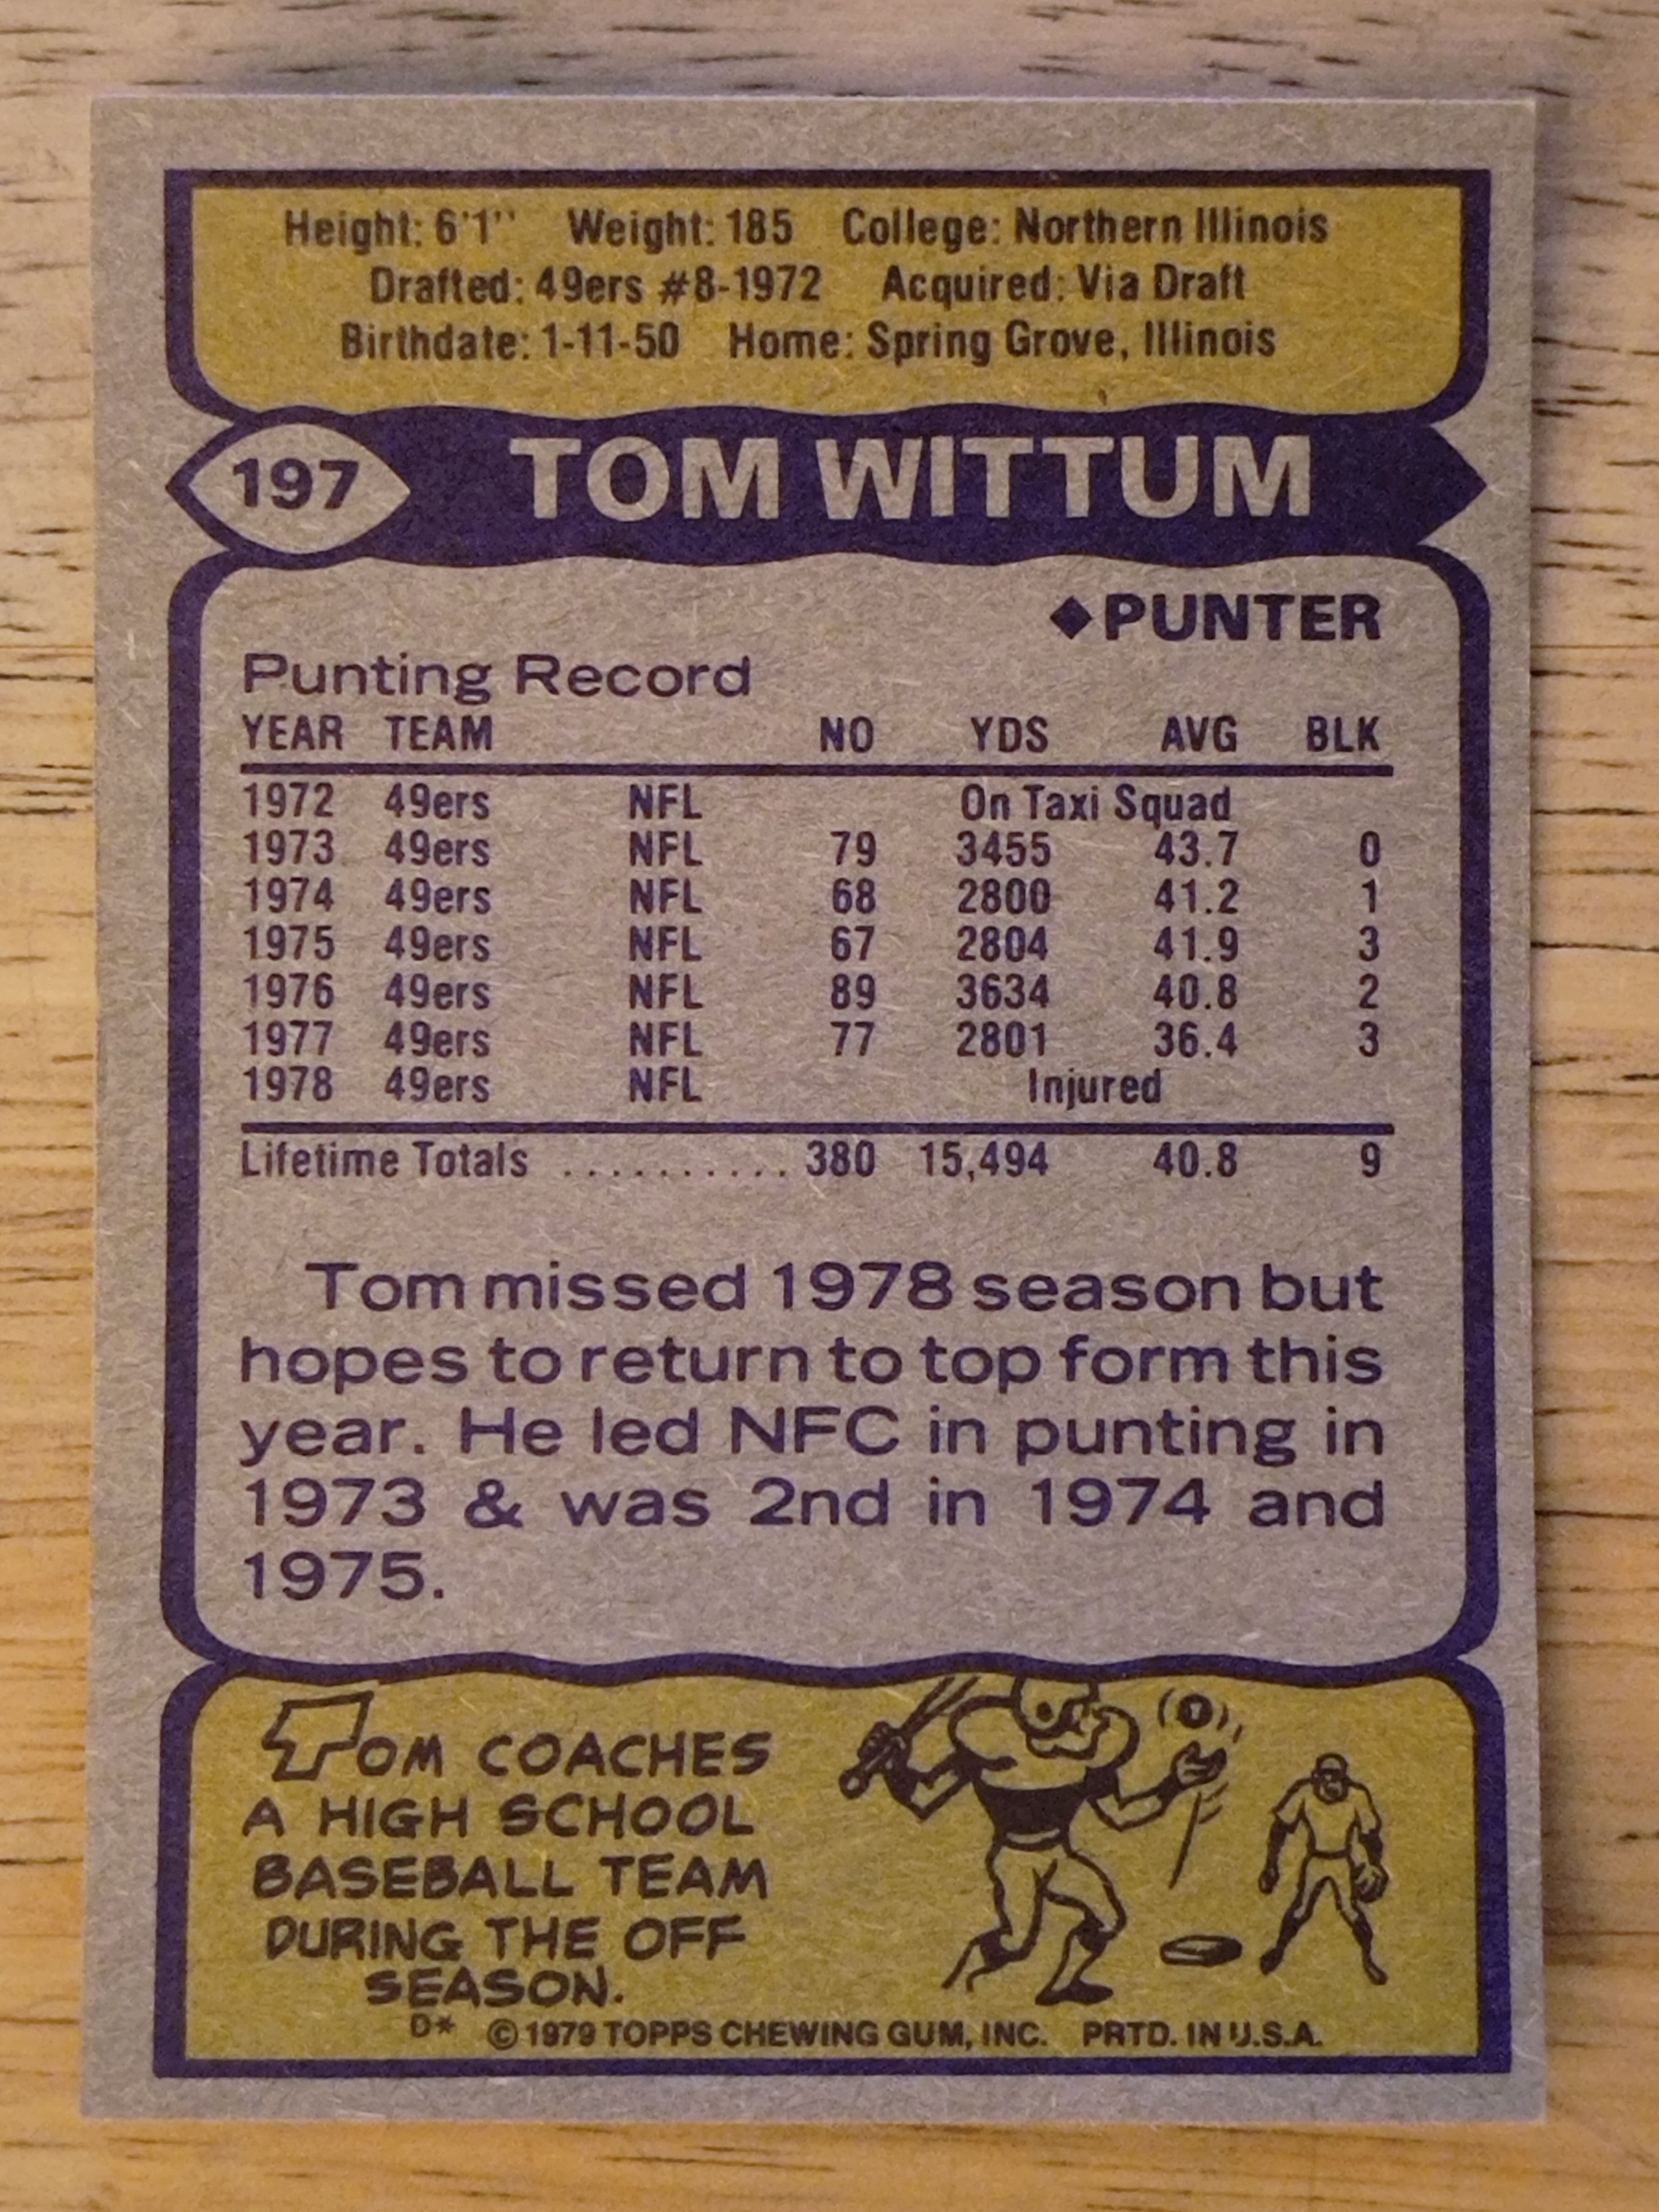 Height: 6'1'' Weight: 185 College: Northern Illinois
Drafted: 49ers #8-1972 Acquired: Via Draft
Birthdate: 1-11-50 Home: Spring Grove, Illinois
197 TOM WITTUM
◆PUNTER
Punting Record
YEAR TEAM NO YDS AVG BLK
1972 49ers NFL On Taxi Squad
1973 49ers NFL 79 3455 43.7 0
1974 49ers NFL 68 2800 41.2 1
1975 49ers NFL 67 2804 41.9 3
1976 49ers NFL 89 3634 40.8 2
1977 49ers NFL 77 2801 36.4 3
1978 49ers NFL Injured
Lifetime Totals .......... 380 15,494 40.8 9
Tom missed 1978 season but
hopes to return to top form this
year. He led NFC in punting in
1973 & was 2nd in 1974 and
1975.
TOM COACHES
A HIGH SCHOOL
BASEBALL TEAM
DURING THE OFF
SEASON.
D* © 1979 TOPPS CHEWING GUM, INC. PRTD. IN U.S.A.